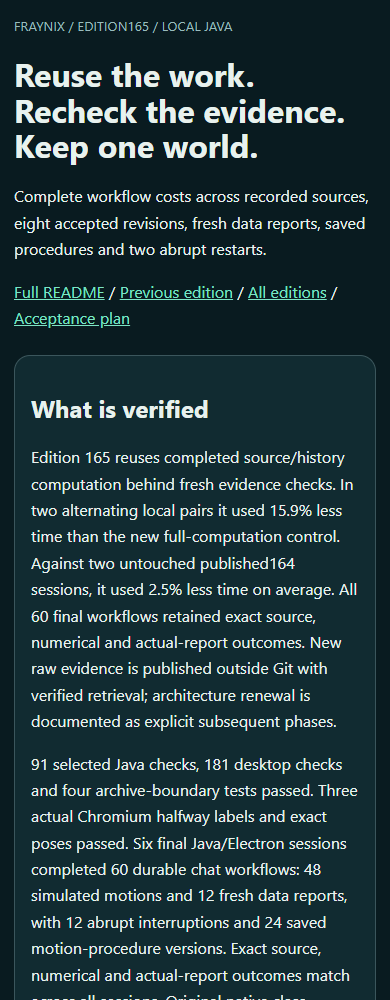 FRAYNIX / EDITION165 / LOCAL JAVA
Reuse the work.
Recheck the evidence.
Keep one world.
Complete workflow costs across recorded sources,
eight accepted revisions, fresh data reports, saved
procedures and two abrupt restarts.
Full README / Previous edition / All editions /
Acceptance plan
What is verified
Edition 165 reuses completed source/history
computation behind fresh evidence checks. In
two alternating local pairs it used 15.9% less
time than the new full-computation control.
Against two untouched published164
sessions, it used 2.5% less time on average. All
60 final workflows retained exact source,
numerical and actual-report outcomes. New
raw evidence is published outside Git with
verified retrieval; architecture renewal is
documented as explicit subsequent phases.
91 selected Java checks, 181 desktop checks
and four archive-boundary tests passed. Three
actual Chromium halfway labels and exact
poses passed. Six final Java/Electron sessions
completed 60 durable chat workflows: 48
simulated motions and 12 fresh data reports,
with 12 abrupt interruptions and 24 saved
motion-procedure versions. Exact source,
numerical and actual-report outcomes match
across all sessions. Original native-class